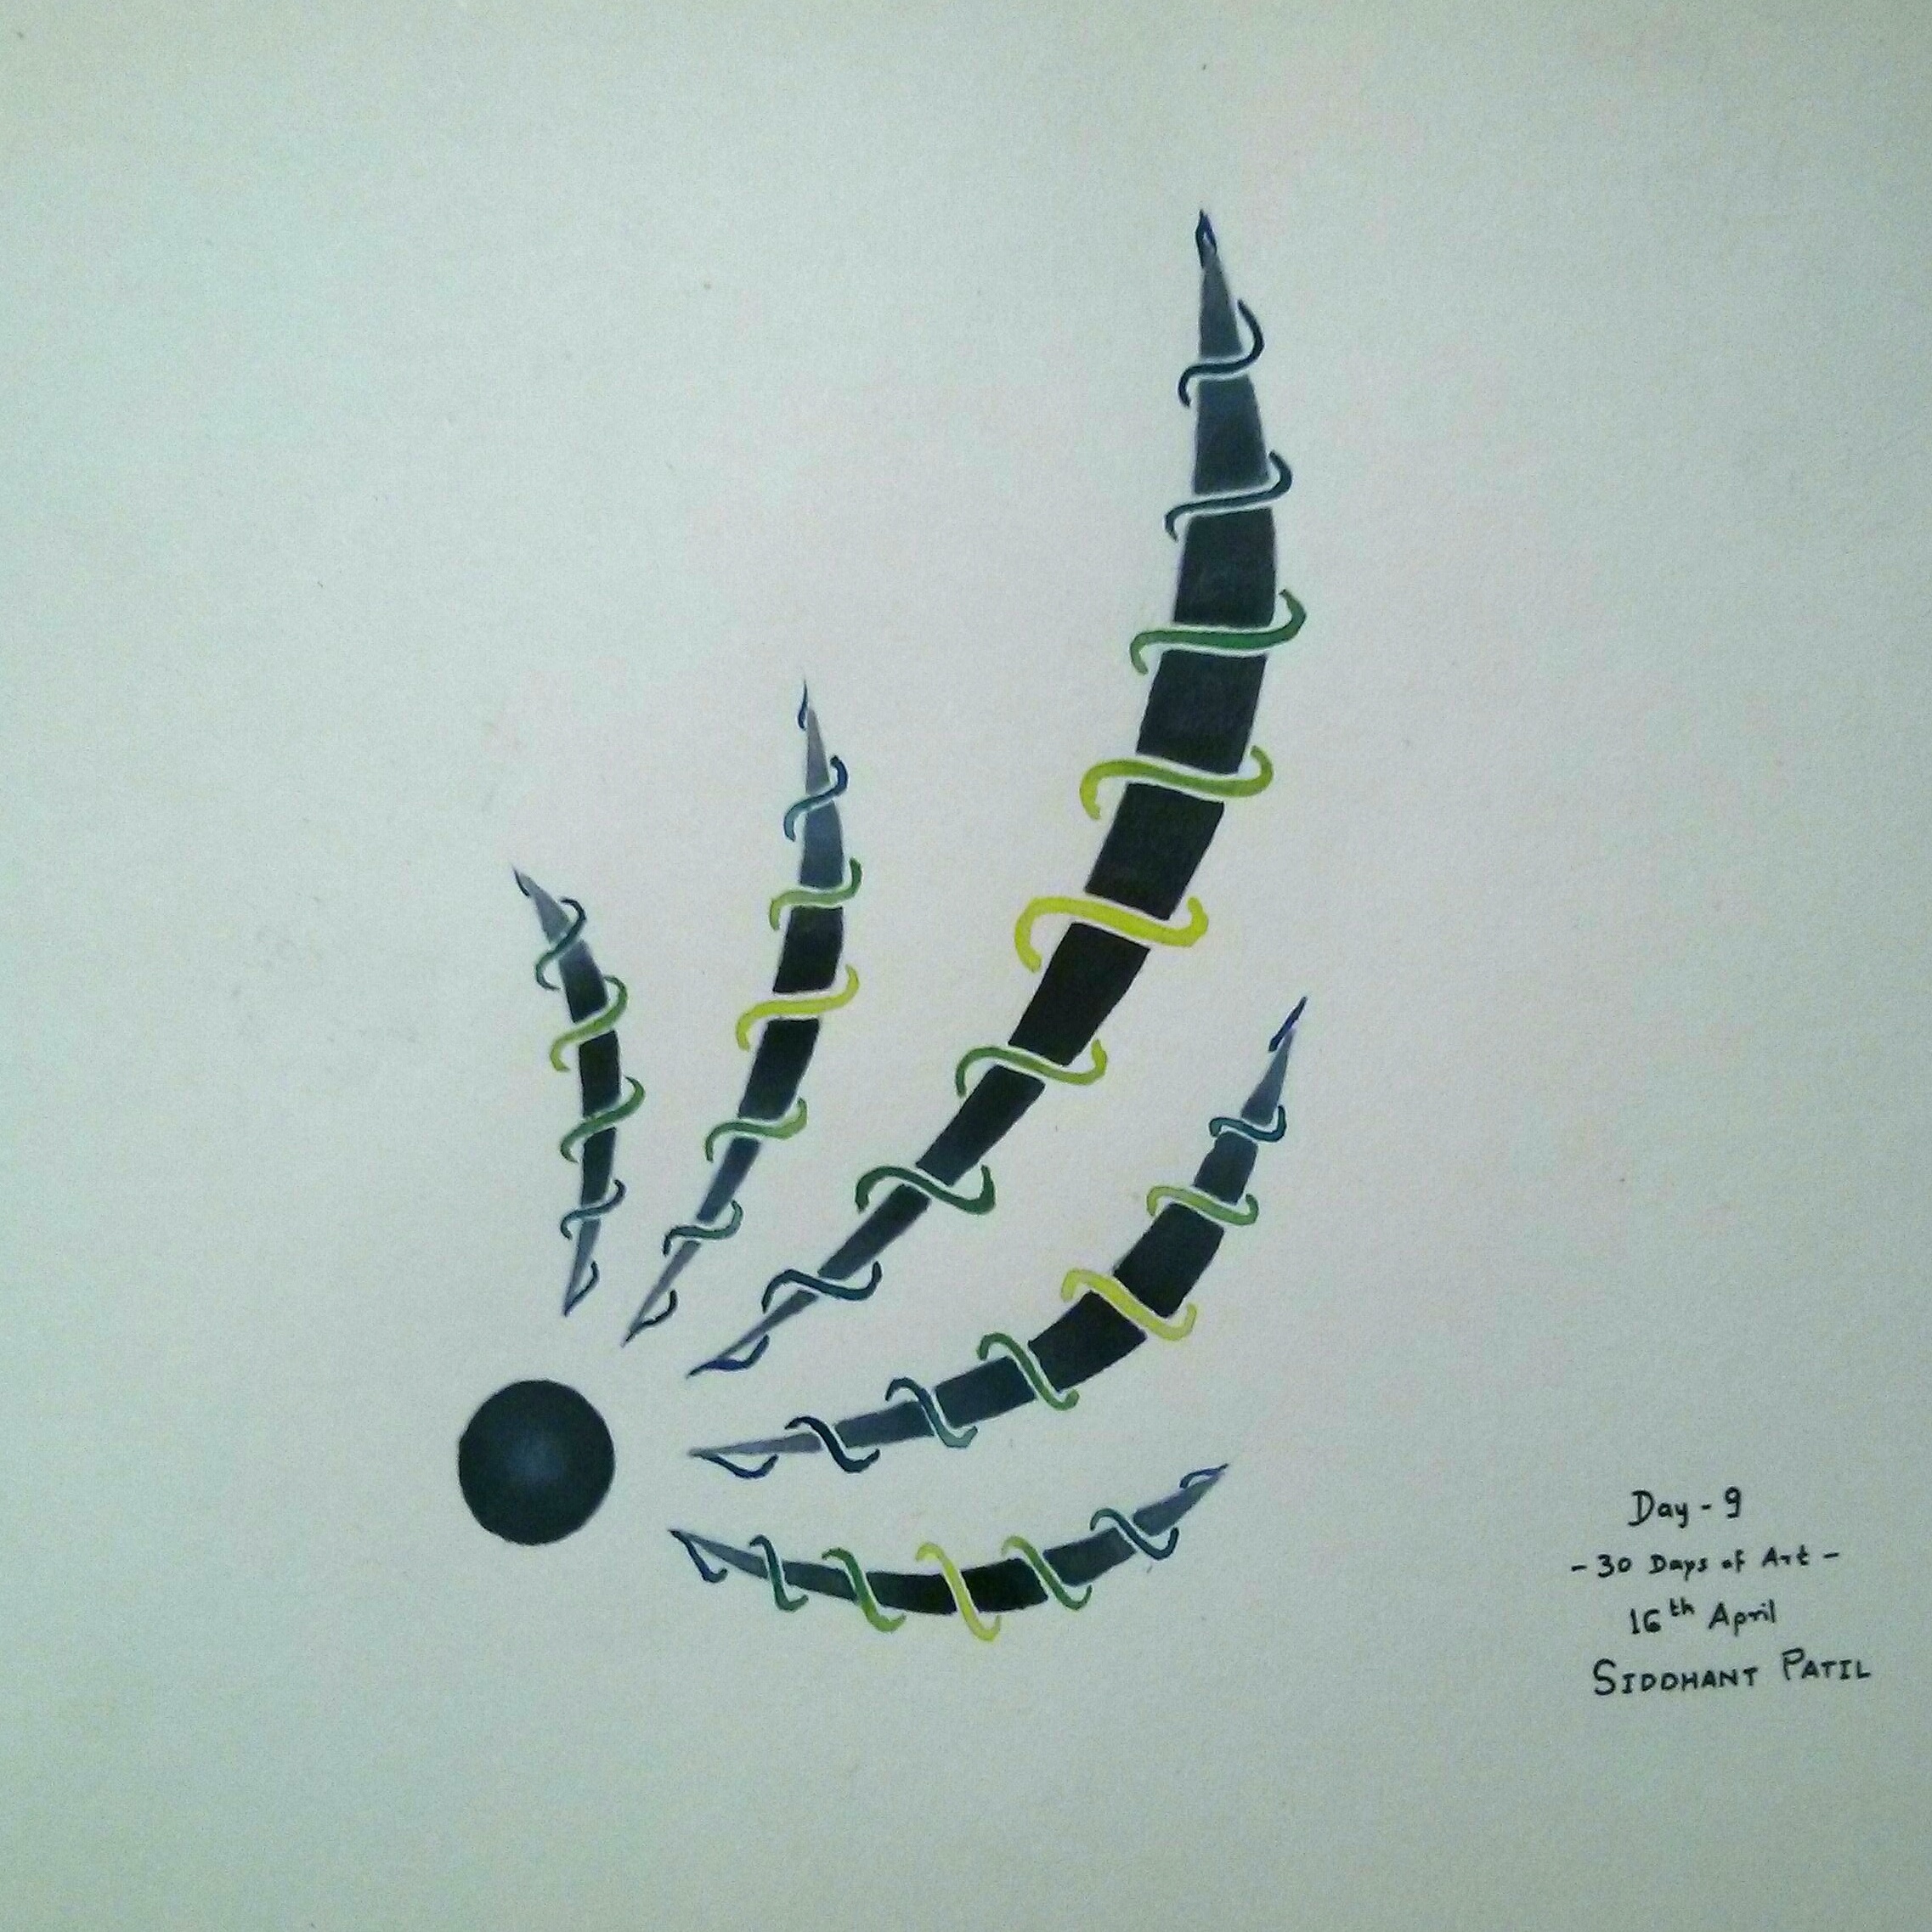 Day - 9
- 30 Days of Art -
16th April
SIDDHANT PATIL